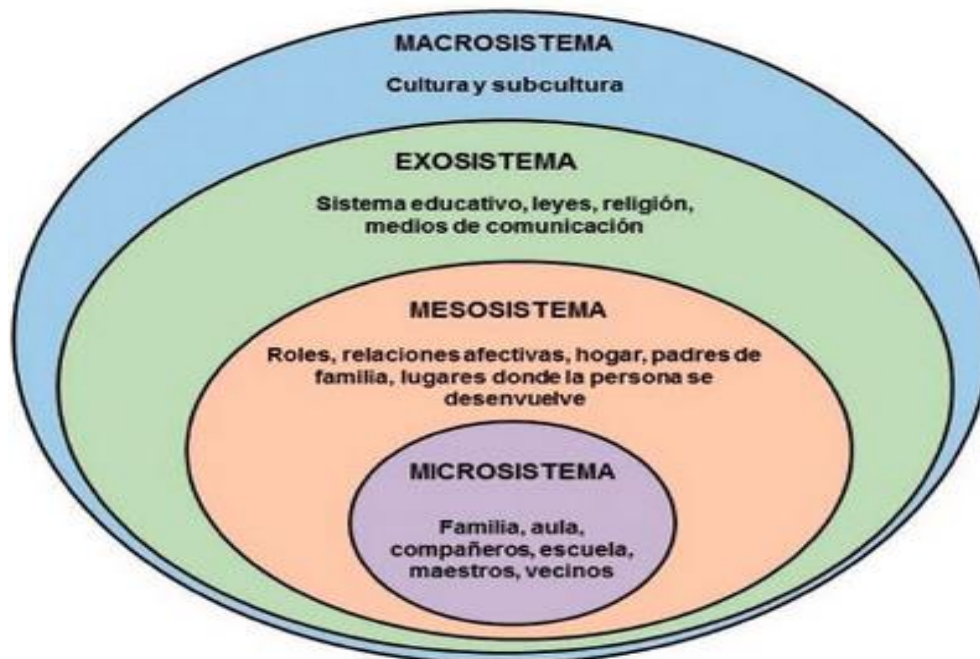 MACROSISTEMA
Cultura y subcultura
EXOSISTEMA
Sistema educativo, leyes, religión,
medios de comunicación
MESOSISTEMA
Roles, relaciones afectivas, hogar, padres de
familia, lugares donde la persona se
desenvuelve
MICROSISTEMA
Familia, aula,
compañeros, escuela,
maestros, vecinos